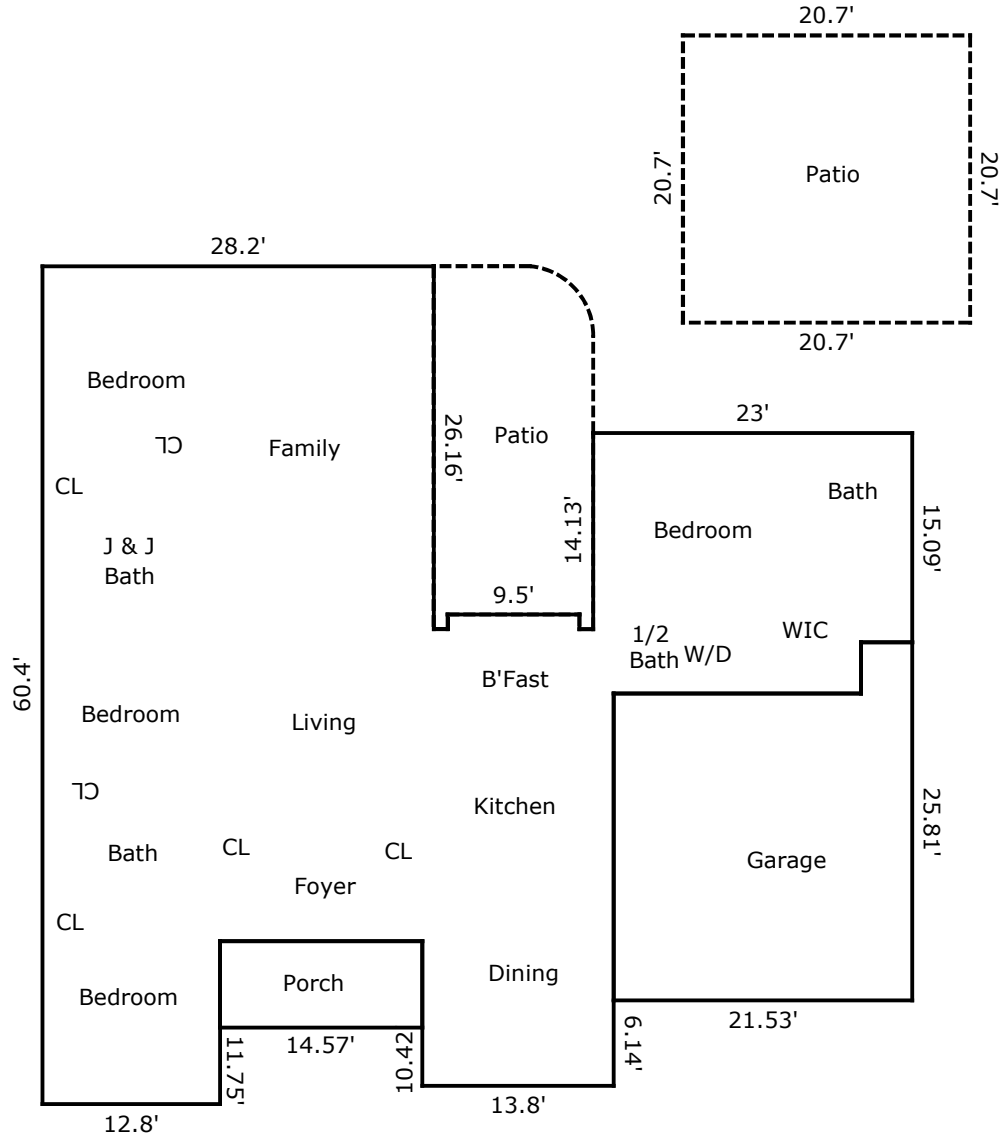 20.7'
20.7'
Patio
20.7'
20.7'
28.2'
Bedroom
CL
Family
26.16'
Patio
14.13'
23'
Bath
Bedroom
15.09'
CL
J & J
Bath
9.5'
1/2
Bath
W/D
WIC
60.4'
B'Fast
Bedroom
Living
CL
Kitchen
Bath
CL
CL
Foyer
Garage
25.81'
CL
Bedroom
Porch
Dining
11.75'
14.57'
10.42
6.14'
21.53'
12.8'
13.8'